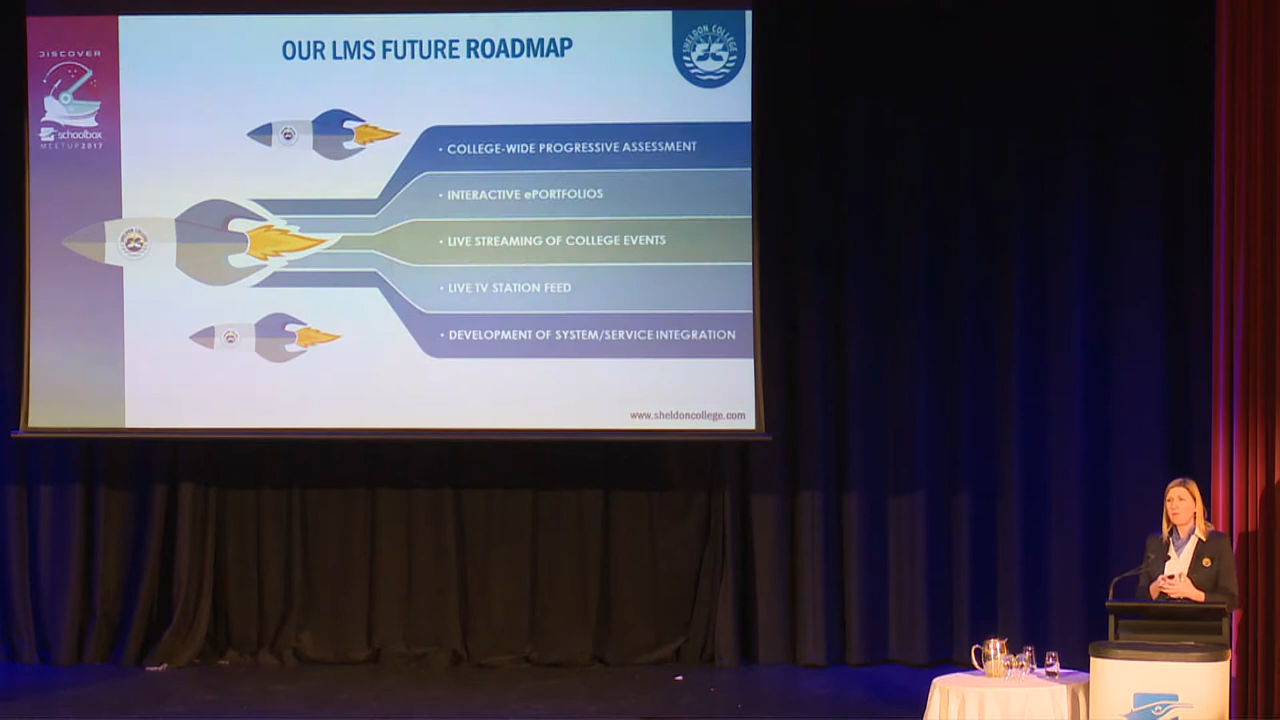 DISCOVER
schoolbox
MEETUP 2017
OUR LMS FUTURE ROADMAP
SHELDON COLLEGE
• COLLEGE-WIDE PROGRESSIVE ASSESSMENT
• INTERACTIVE ePORTFOLIOS
• LIVE STREAMING OF COLLEGE EVENTS
• LIVE TV STATION FEED
• DEVELOPMENT OF SYSTEM/SERVICE INTEGRATION
www.sheldoncollege.com